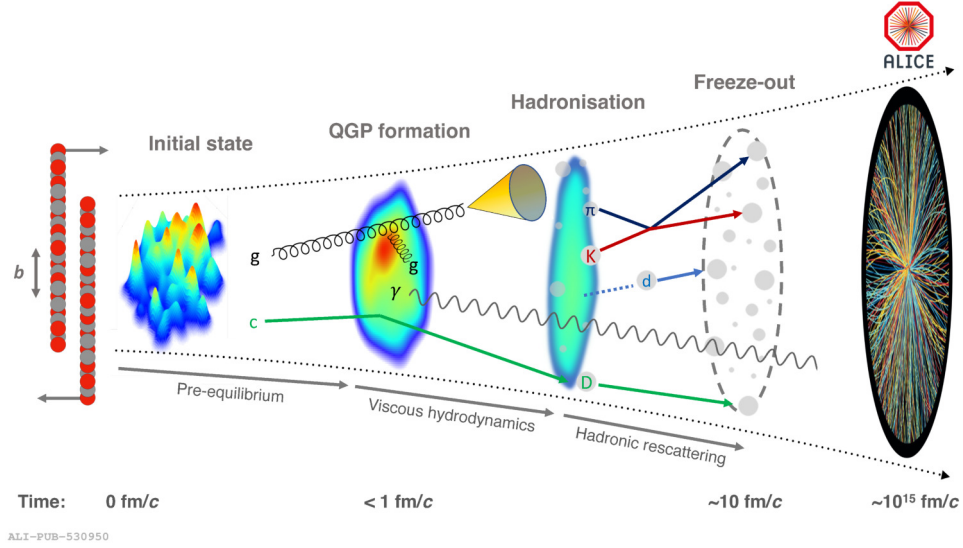 ALICE
Freeze-out
Hadronisation
QGP formation
Initial state
b
g
g
γ
c
π
K
d
D
Pre-equilibrium
Viscous hydrodynamics
Hadronic rescattering
Time: 0 fm/c < 1 fm/c ~10 fm/c ~10¹⁵ fm/c
ALI-PUB-530950